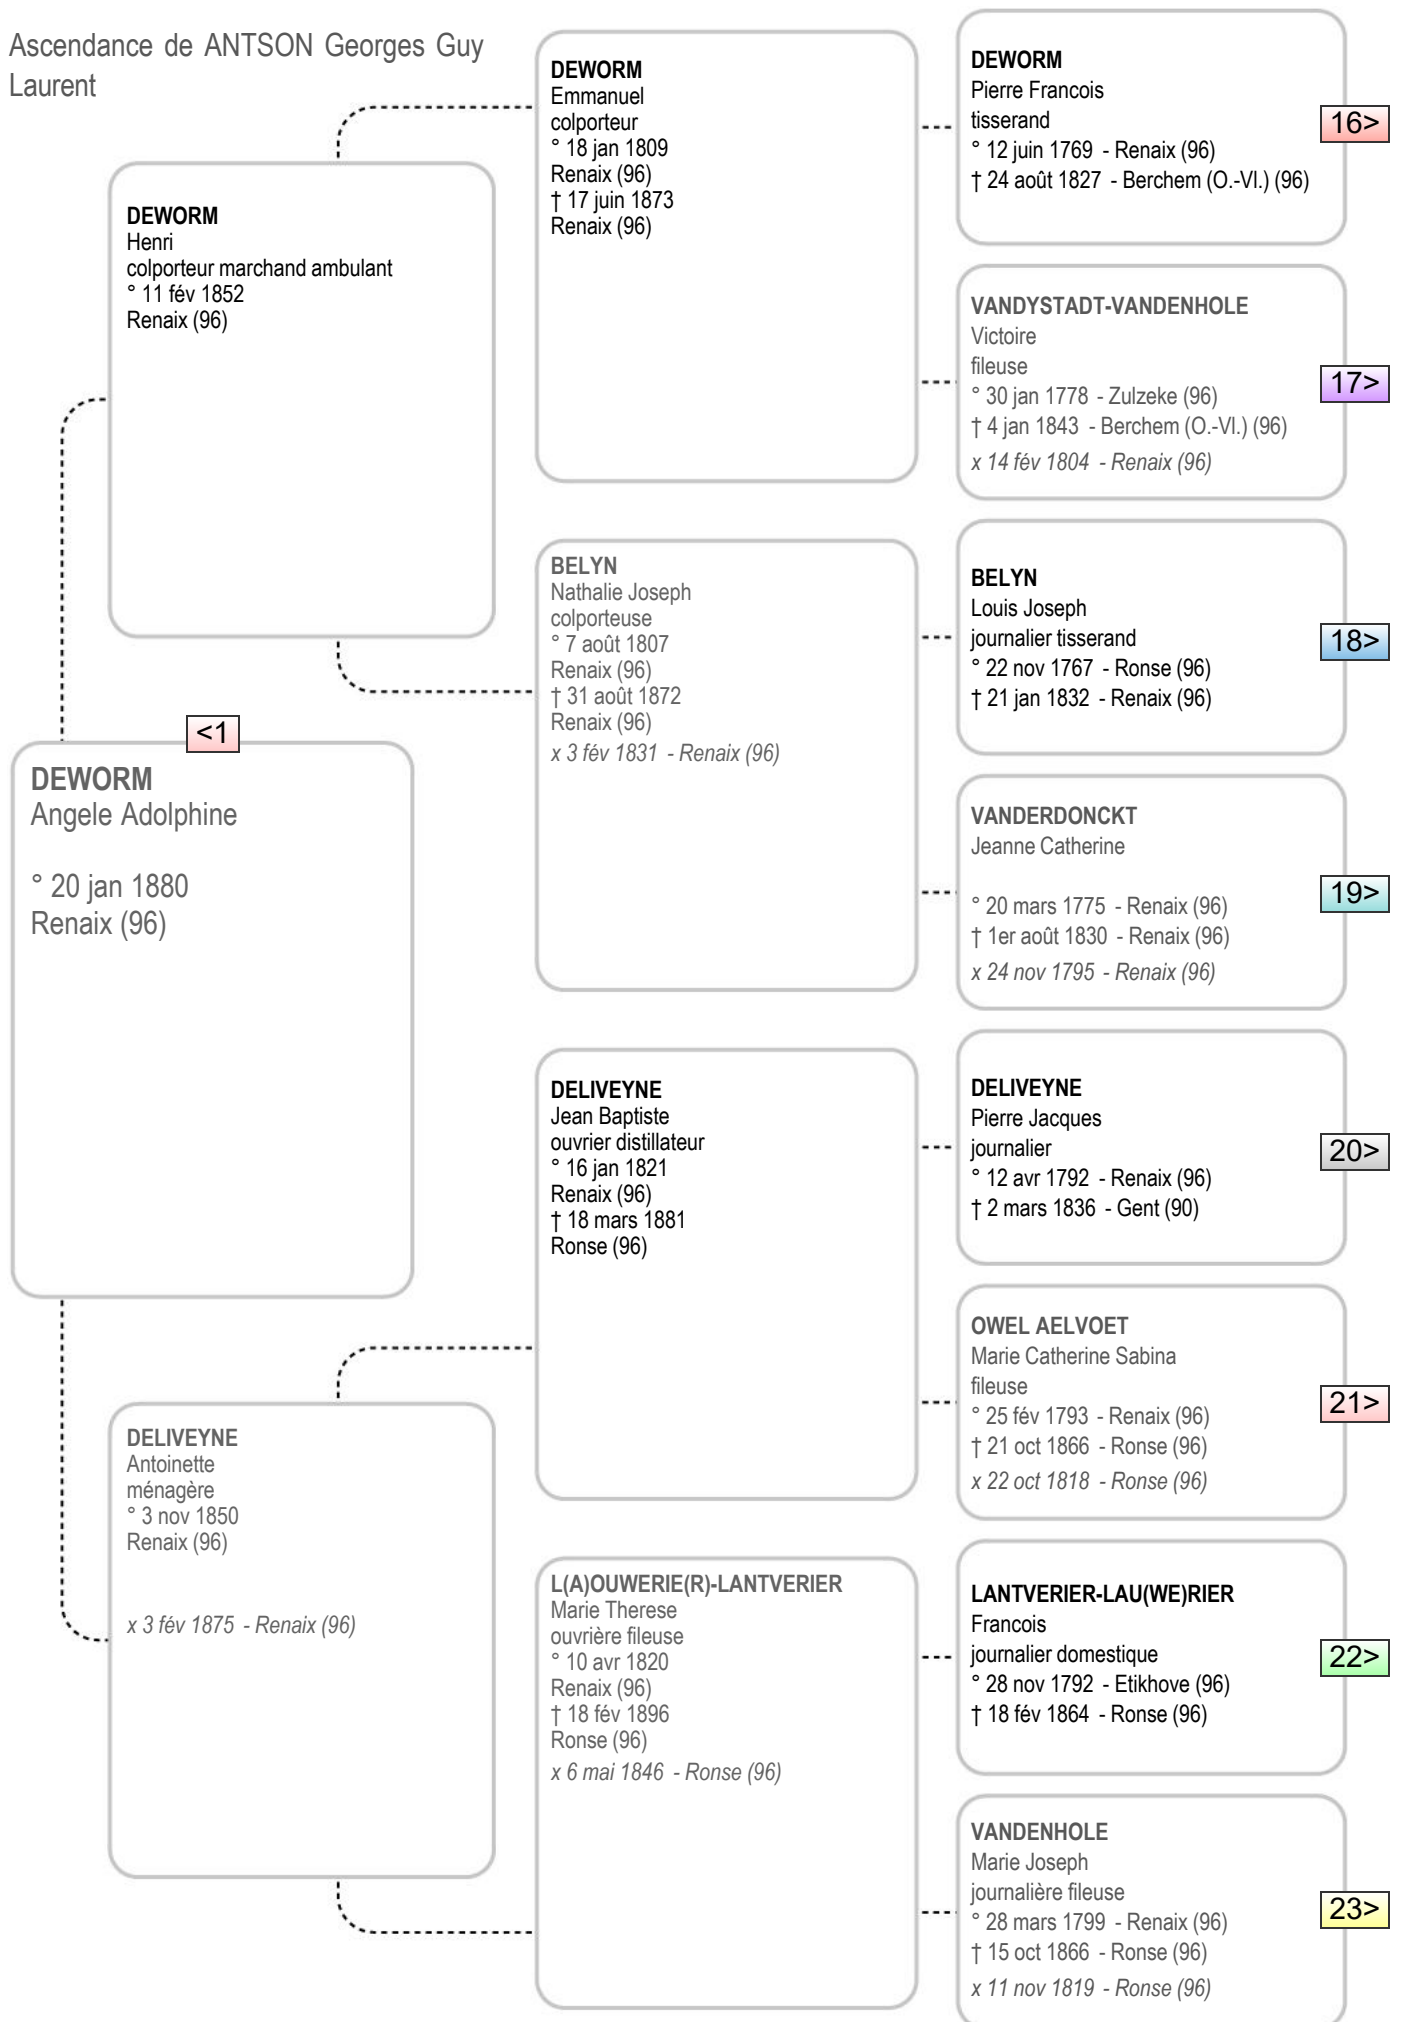 Ascendance de ANTSON Georges Guy
Laurent
<1
DEWORM
Angele Adolphine
° 20 jan 1880
Renaix (96)
DEWORM
Henri
colporteur marchand ambulant
° 11 fév 1852
Renaix (96)
DELIVEYNE
Antoinette
ménagère
° 3 nov 1850
Renaix (96)
x 3 fév 1875 - Renaix (96)
DEWORM
Emmanuel
colporteur
° 18 jan 1809
Renaix (96)
† 17 juin 1873
Renaix (96)
BELYN
Nathalie Joseph
colporteuse
° 7 août 1807
Renaix (96)
† 31 août 1872
Renaix (96)
x 3 fév 1831 - Renaix (96)
DELIVEYNE
Jean Baptiste
ouvrier distillateur
° 16 jan 1821
Renaix (96)
† 18 mars 1881
Ronse (96)
L(A)OUWERIE(R)-LANTVERIER
Marie Therese
ouvrière fileuse
° 10 avr 1820
Renaix (96)
† 18 fév 1896
Ronse (96)
x 6 mai 1846 - Ronse (96)
DEWORM
Pierre Francois
tisserand
° 12 juin 1769 - Renaix (96)
† 24 août 1827 - Berchem (O.-Vl.) (96)
16>
VANDYSTADT-VANDENHOLE
Victoire
fileuse
° 30 jan 1778 - Zulzeke (96)
† 4 jan 1843 - Berchem (O.-Vl.) (96)
x 14 fév 1804 - Renaix (96)
17>
BELYN
Louis Joseph
journalier tisserand
° 22 nov 1767 - Ronse (96)
† 21 jan 1832 - Renaix (96)
18>
VANDERDONCKT
Jeanne Catherine
° 20 mars 1775 - Renaix (96)
† 1er août 1830 - Renaix (96)
x 24 nov 1795 - Renaix (96)
19>
DELIVEYNE
Pierre Jacques
journalier
° 12 avr 1792 - Renaix (96)
† 2 mars 1836 - Gent (90)
20>
OWEL AELVOET
Marie Catherine Sabina
fileuse
° 25 fév 1793 - Renaix (96)
† 21 oct 1866 - Ronse (96)
x 22 oct 1818 - Ronse (96)
21>
LANTVERIER-LAU(WE)RIER
Francois
journalier domestique
° 28 nov 1792 - Etikhove (96)
† 18 fév 1864 - Ronse (96)
22>
VANDENHOLE
Marie Joseph
journalière fileuse
° 28 mars 1799 - Renaix (96)
† 15 oct 1866 - Ronse (96)
x 11 nov 1819 - Ronse (96)
23>